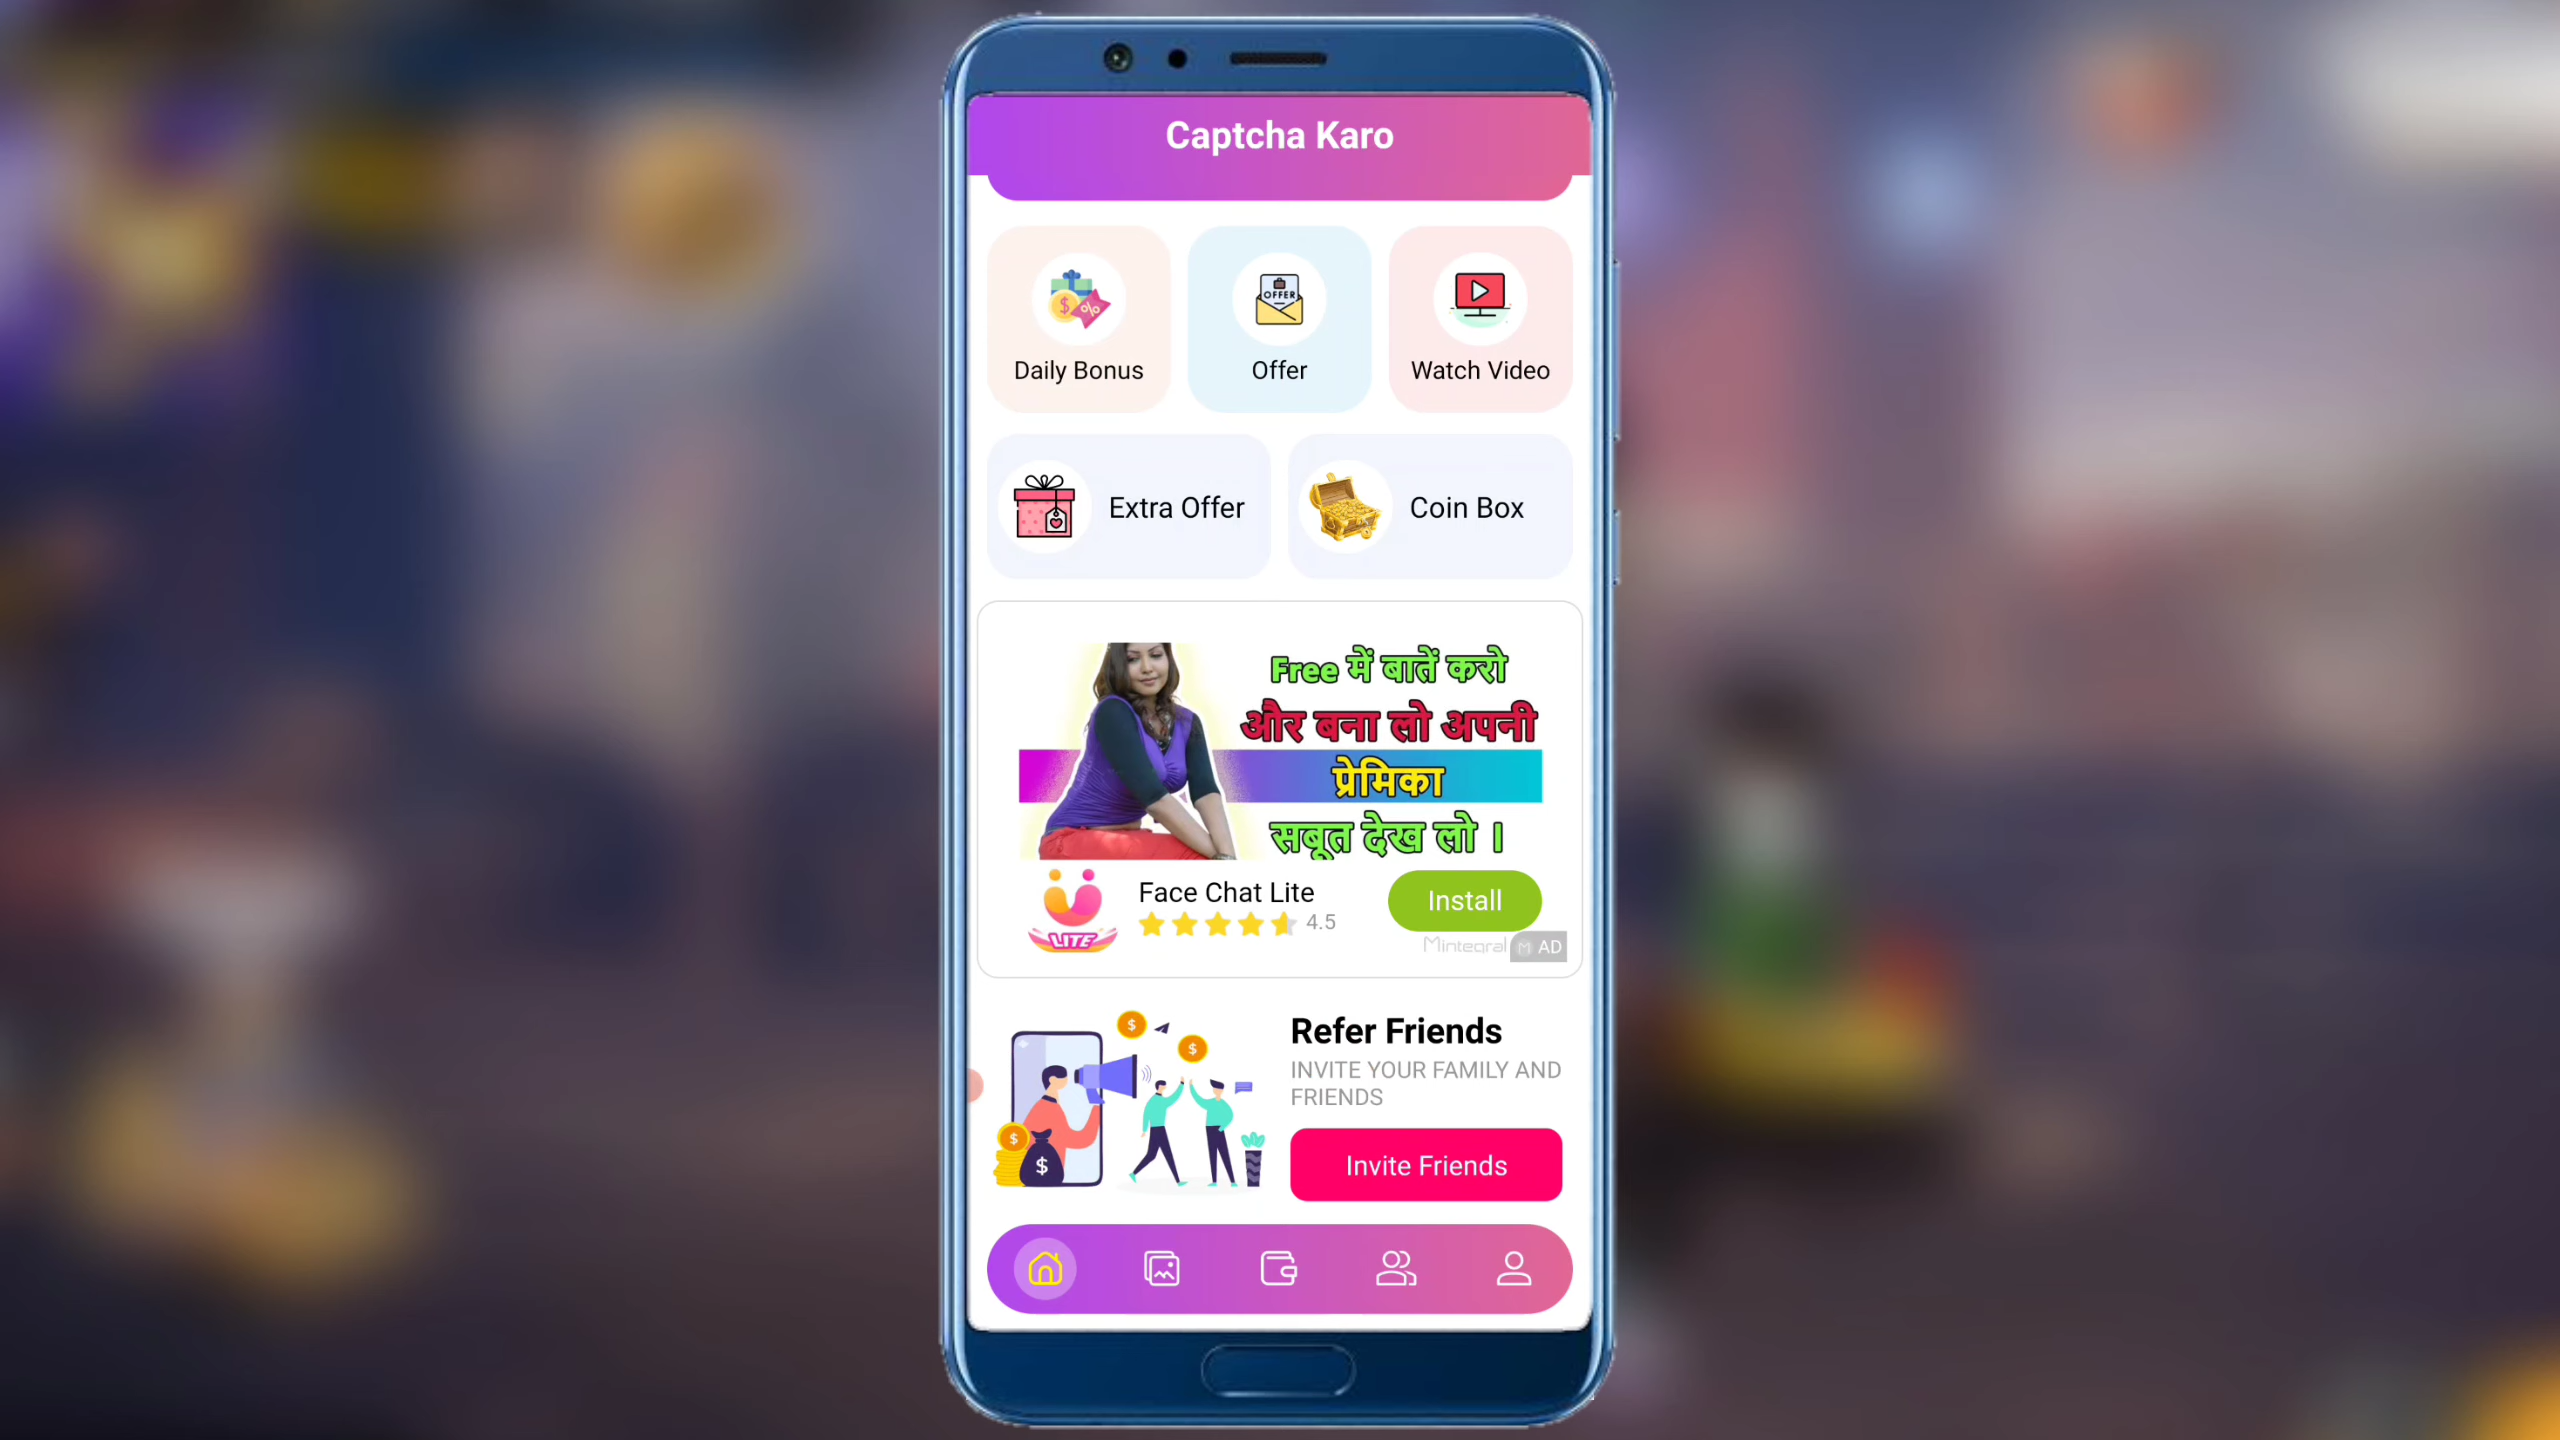 Captcha Karo
Daily Bonus
OFFER
Offer
Watch Video
Extra Offer
Coin Box
Free में बातें करो
और बना लो अपनी
प्रेमिका
सबूत देख लो ।
LITE
Face Chat Lite
4.5
Install
Mintegral
AD
Refer Friends
INVITE YOUR FAMILY AND
FRIENDS
Invite Friends